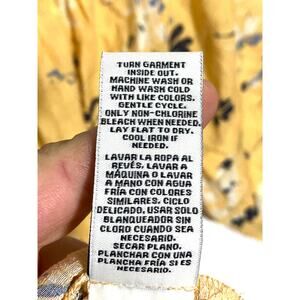 TURN GARMENT
INSIDE OUT.
MACHINE WASH OR
HAND WASH COLD
WITH LIKE COLORS.
GENTLE CYCLE.
ONLY NON-CHLORINE
BLEACH WHEN NEEDED.
LAY FLAT TO DRY.
COOL IRON IF
NEEDED.
LAVAR LA ROPA AL
REVÉS. LAVAR A
MÁQUINA O LAVAR
A MANO CON AGUA
FRÍA CON COLORES
SIMILARES. CICLO
DELICADO. USAR SOLO
BLANQUEADOR SIN
CLORO CUANDO SEA
NECESARIO.
SECAR PLANO.
PLANCHAR CON UNA
PLANCHA FRÍA SI ES
NECESARIO.